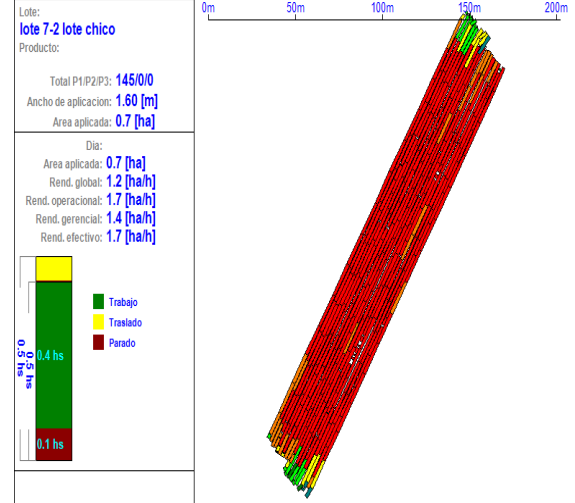 Lote:
lote 7-2 lote chico
Producto:
Total P1/P2/P3: 145/0/0
Ancho de aplicacion: 1.60 [m]
Area aplicada: 0.7 [ha]
Dia:
Area aplicada: 0.7 [ha]
Rend. global: 1.2 [ha/h]
Rend. operacional: 1.7 [ha/h]
Rend. gerencial: 1.4 [ha/h]
Rend. efectivo: 1.7 [ha/h]
Trabajo
Traslado
Parado
0.5 hs
0.5 hs
0.4 hs
0.1 hs
0m 50m 100m 150m 200m